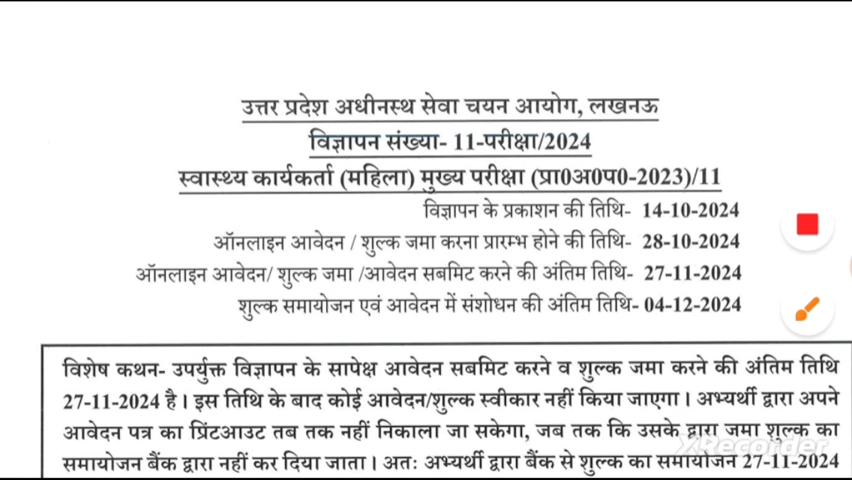 उत्तर प्रदेश अधीनस्थ सेवा चयन आयोग, लखनऊ
विज्ञापन संख्या- 11-परीक्षा/2024
स्वास्थ्य कार्यकर्ता (महिला) मुख्य परीक्षा (प्रा0अ0प0-2023)/11
विज्ञापन के प्रकाशन की तिथि- 14-10-2024
ऑनलाइन आवेदन / शुल्क जमा करना प्रारम्भ होने की तिथि- 28-10-2024
ऑनलाइन आवेदन/ शुल्क जमा /आवेदन सबमिट करने की अंतिम तिथि- 27-11-2024
शुल्क समायोजन एवं आवेदन में संशोधन की अंतिम तिथि- 04-12-2024
विशेष कथन- उपर्युक्त विज्ञापन के सापेक्ष आवेदन सबमिट करने व शुल्क जमा करने की अंतिम तिथि
27-11-2024 है। इस तिथि के बाद कोई आवेदन/शुल्क स्वीकार नहीं किया जाएगा। अभ्यर्थी द्वारा अपने
आवेदन पत्र का प्रिंटआउट तब तक नहीं निकाला जा सकेगा, जब तक कि उसके द्वारा जमा शुल्क का
समायोजन बैंक द्वारा नहीं कर दिया जाता। अतः अभ्यर्थी द्वारा बैंक से शुल्क का समायोजन 27-11-2024
XRecorder